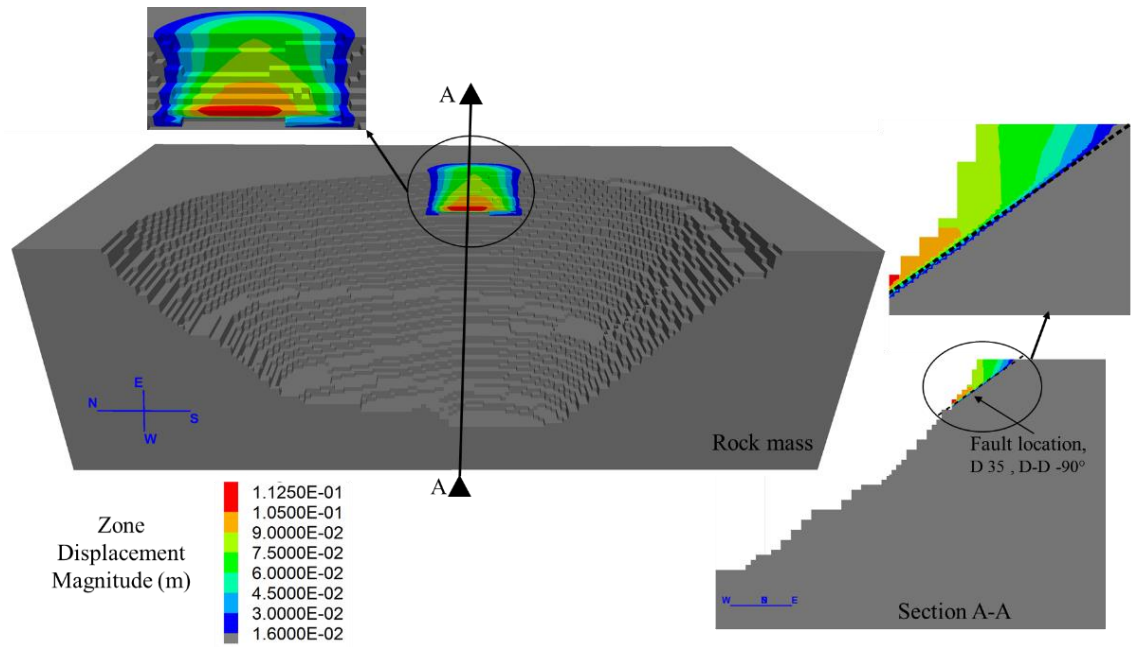 A
E
N
S
W
Rock mass
A
Zone
Displacement
Magnitude (m)
1.1250E-01
1.0500E-01
9.0000E-02
7.5000E-02
6.0000E-02
4.5000E-02
3.0000E-02
1.6000E-02
Fault location,
D 35 , D-D -90°
W
E
Section A-A